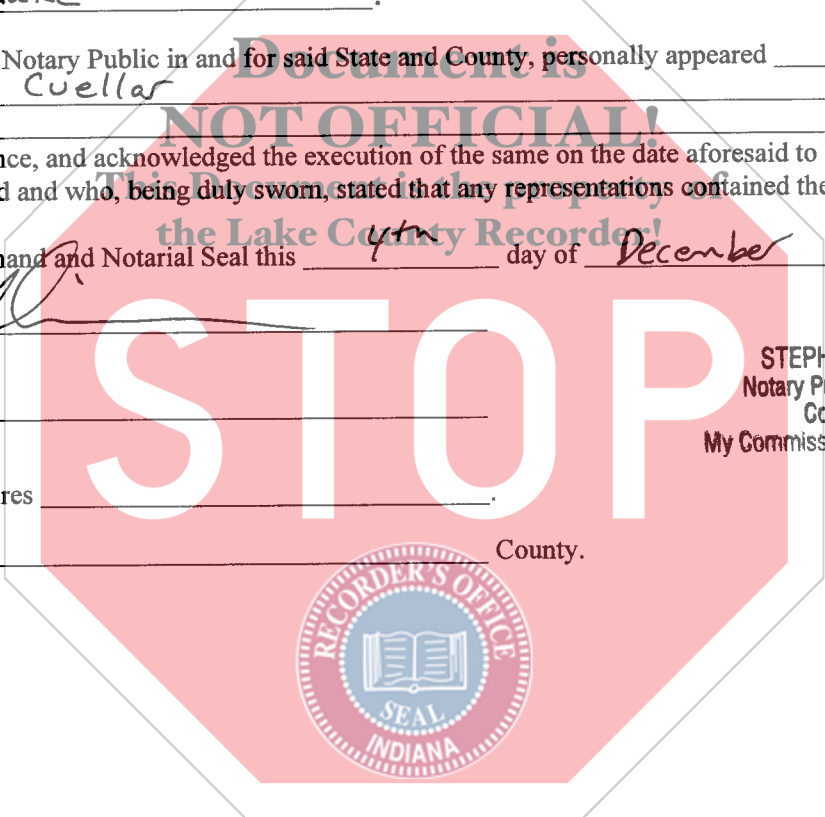 Notary Public in and for said State and County, personally appeared
Document is
Cuellar
NOT OFFICIAL!
nce, and acknowledged the execution of the same on the date aforesaid to
d and who, being duly sworn, stated that any representations contained the
This Document is the property of
the Lake County Recorder!
hand and Notarial Seal this 4th day of December
STOP
STEPH
Notary P
Co
My Commiss
res .
County.
RECORDER'S OFFICE
SEAL
INDIANA